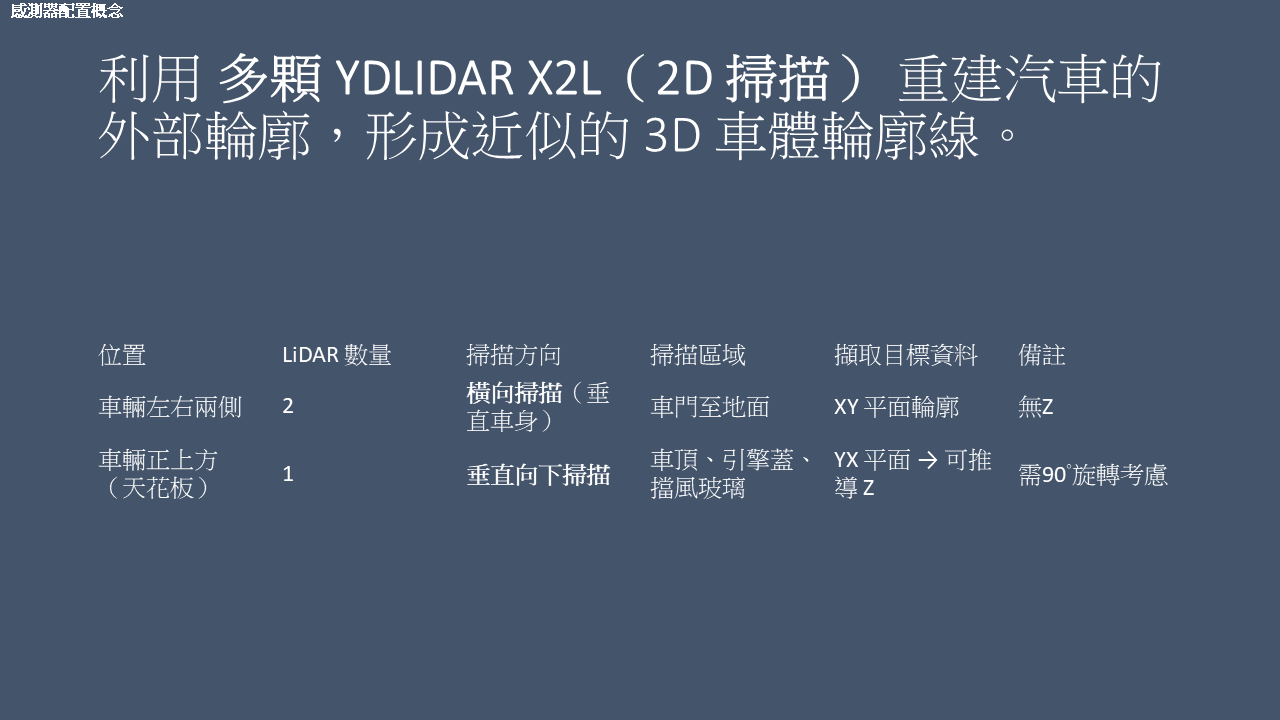 感測器配置概念
利用 多顆 YDLIDAR X2L（2D 掃描） 重建汽車的
外部輪廓，形成近似的 3D 車體輪廓線。
位置 LiDAR 數量 掃描方向 掃描區域 擷取目標資料 備註
車輛左右兩側 2 橫向掃描（垂直車身） 車門至地面 XY 平面輪廓 無Z
車輛正上方（天花板） 1 垂直向下掃描 車頂、引擎蓋、擋風玻璃 YX 平面 → 可推導 Z 需90°旋轉考慮